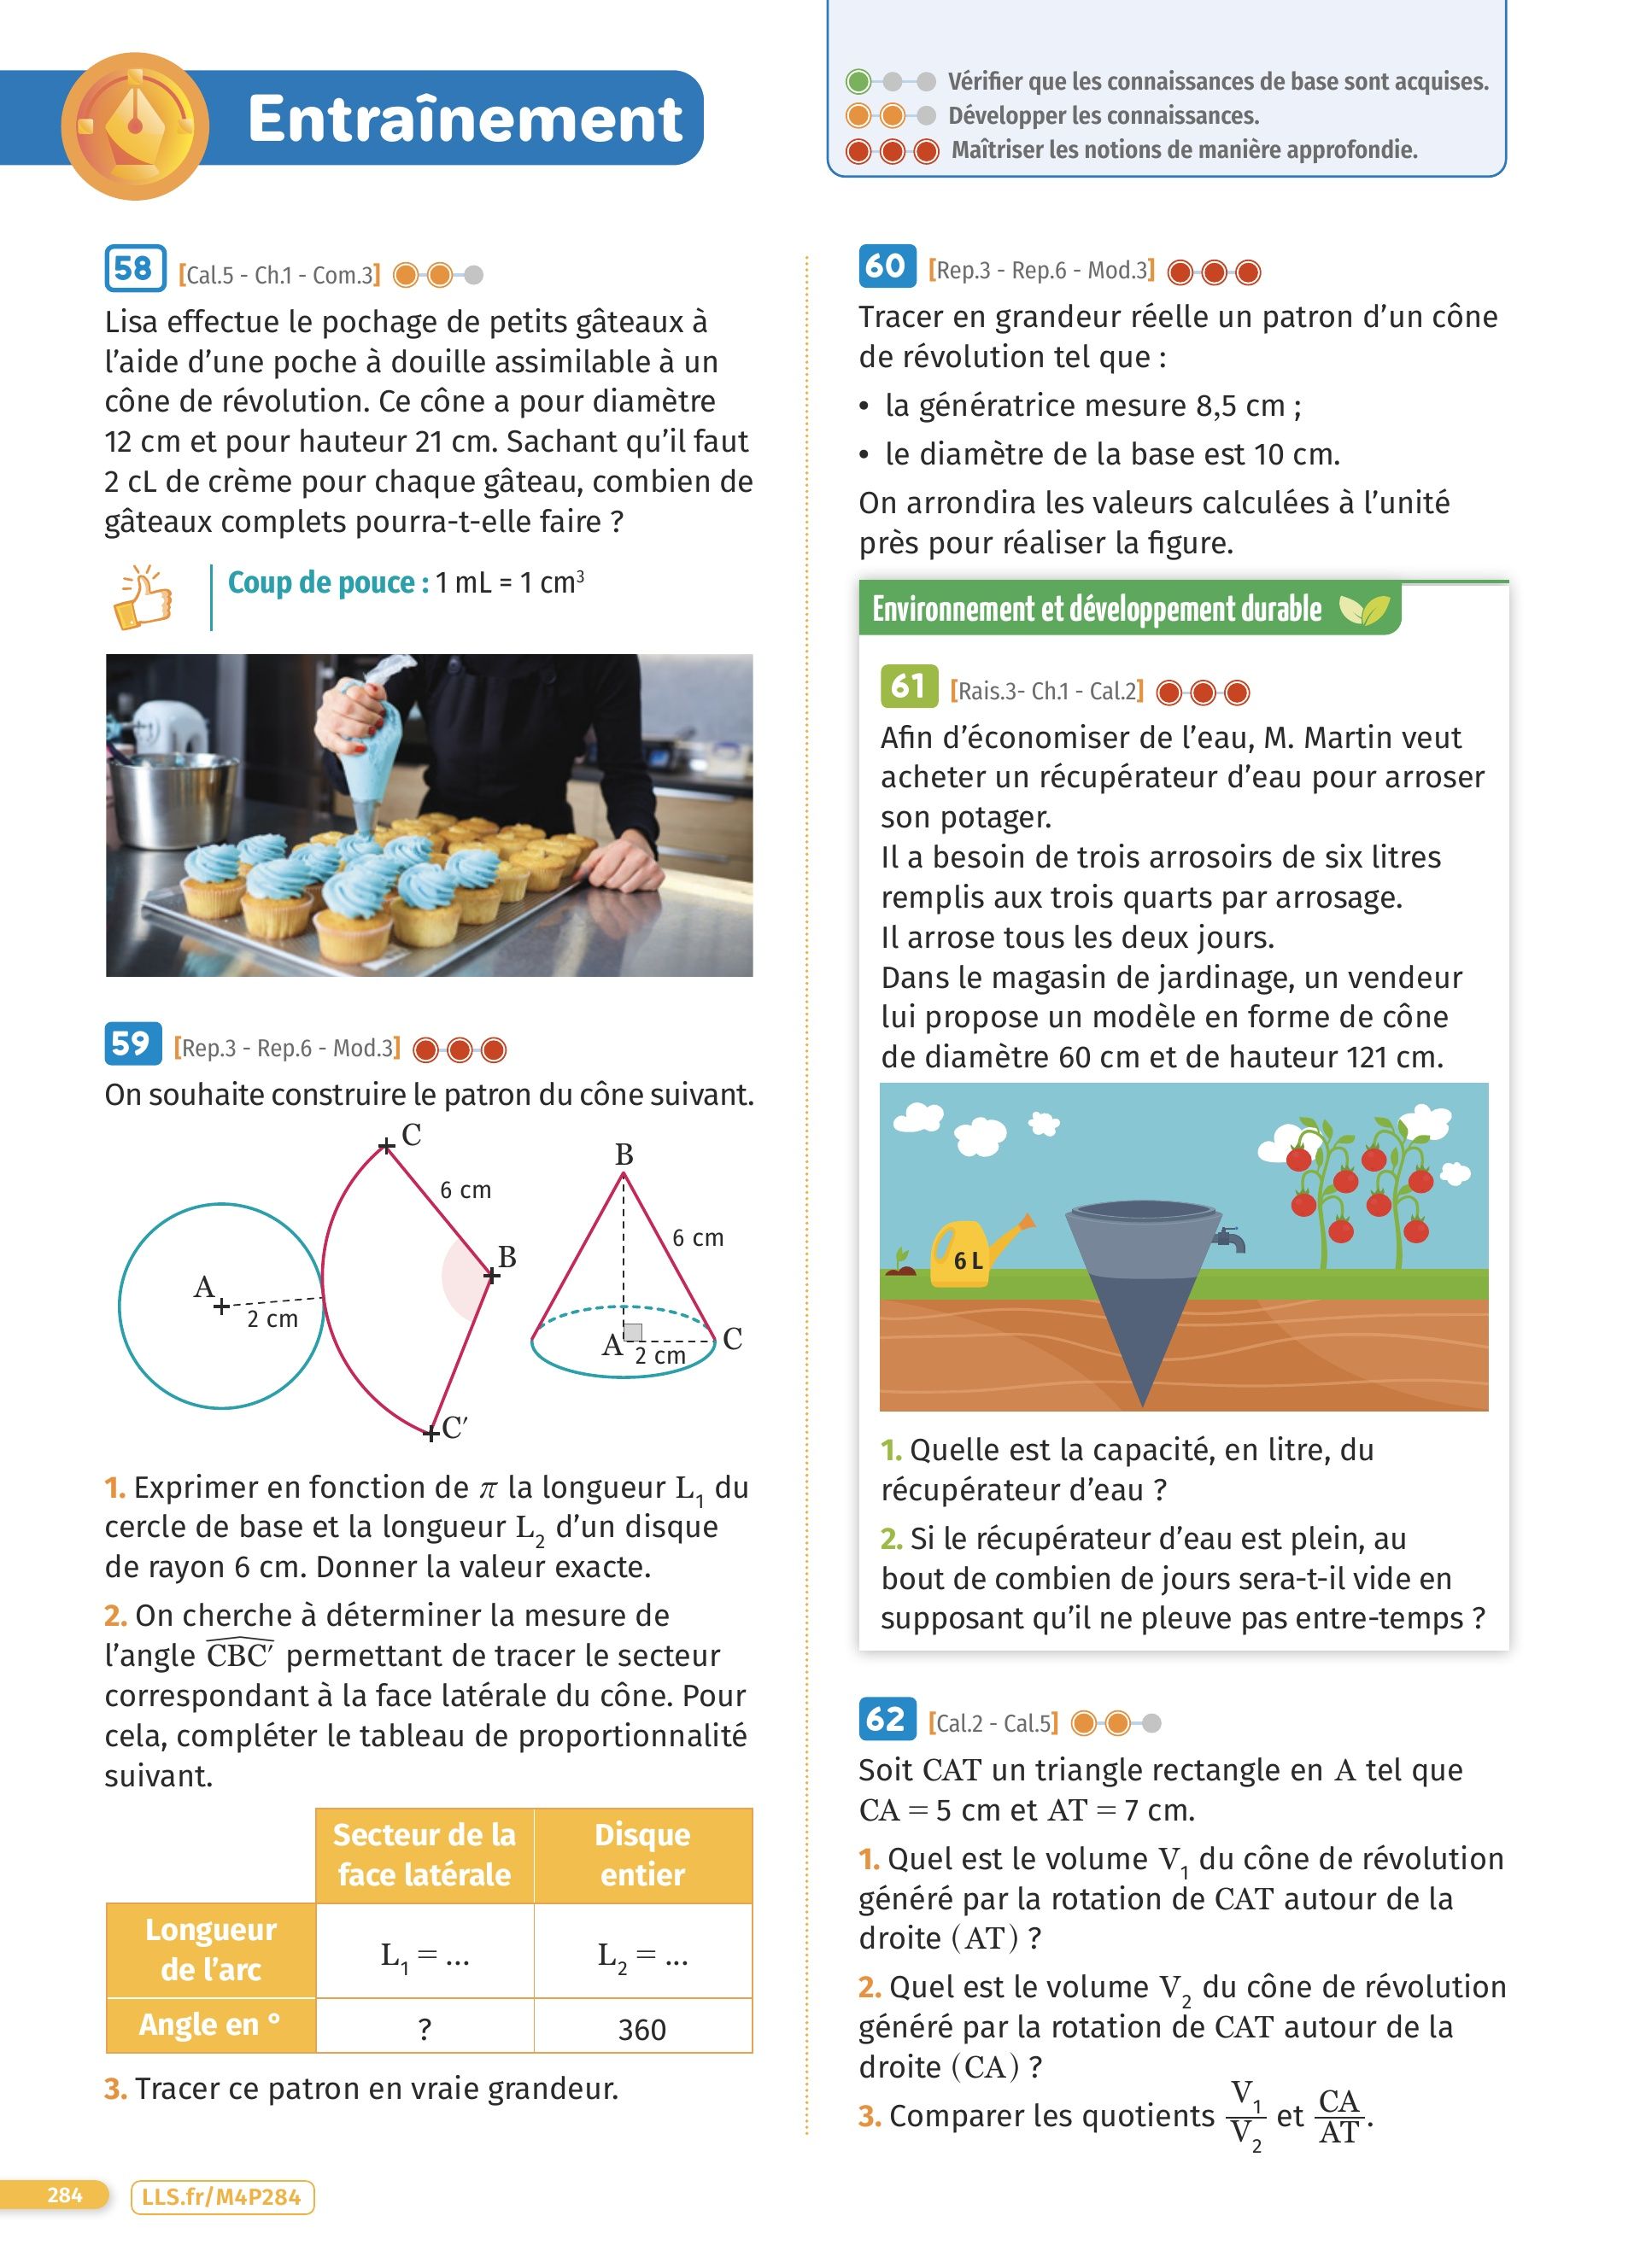 Entraînement
Vérifier que les connaissances de base sont acquises.
Développer les connaissances.
Maîtriser les notions de manière approfondie.
58 [Cal.5 - Ch.1 - Com.3]
Lisa effectue le pochage de petits gâteaux à
l’aide d’une poche à douille assimilable à un
cône de révolution. Ce cône a pour diamètre
12 cm et pour hauteur 21 cm. Sachant qu’il faut
2 cL de crème pour chaque gâteau, combien de
gâteaux complets pourra-t-elle faire ?
Coup de pouce : 1 mL = 1 cm³
59 [Rep.3 - Rep.6 - Mod.3]
On souhaite construire le patron du cône suivant.
C
6 cm
B
A
2 cm
C′
B
6 cm
A
2 cm
C
1. Exprimer en fonction de π la longueur L₁ du
cercle de base et la longueur L₂ d’un disque
de rayon 6 cm. Donner la valeur exacte.
2. On cherche à déterminer la mesure de
l’angle CBC′ permettant de tracer le secteur
correspondant à la face latérale du cône. Pour
cela, compléter le tableau de proportionnalité
suivant.
Secteur de la face latérale
Disque entier
Longueur de l’arc
L₁ = ...
L₂ = ...
Angle en °
?
360
3. Tracer ce patron en vraie grandeur.
60 [Rep.3 - Rep.6 - Mod.3]
Tracer en grandeur réelle un patron d’un cône
de révolution tel que :
• la génératrice mesure 8,5 cm ;
• le diamètre de la base est 10 cm.
On arrondira les valeurs calculées à l’unité
près pour réaliser la figure.
Environnement et développement durable
61 [Rais.3- Ch.1 - Cal.2]
Afin d’économiser de l’eau, M. Martin veut
acheter un récupérateur d’eau pour arroser
son potager.
Il a besoin de trois arrosoirs de six litres
remplis aux trois quarts par arrosage.
Il arrose tous les deux jours.
Dans le magasin de jardinage, un vendeur
lui propose un modèle en forme de cône
de diamètre 60 cm et de hauteur 121 cm.
6 L
1. Quelle est la capacité, en litre, du
récupérateur d’eau ?
2. Si le récupérateur d’eau est plein, au
bout de combien de jours sera-t-il vide en
supposant qu’il ne pleuve pas entre-temps ?
62 [Cal.2 - Cal.5]
Soit CAT un triangle rectangle en A tel que
CA = 5 cm et AT = 7 cm.
1. Quel est le volume V₁ du cône de révolution
généré par la rotation de CAT autour de la
droite (AT) ?
2. Quel est le volume V₂ du cône de révolution
généré par la rotation de CAT autour de la
droite (CA) ?
3. Comparer les quotients V₁/V₂ et CA/AT.
284
LLS.fr/M4P284